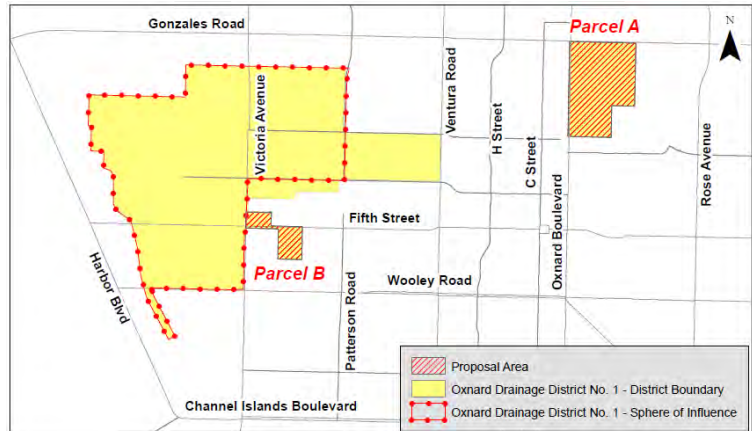 Gonzales Road
Parcel A
N
Victoria Avenue
Ventura Road
H Street
C Street
Oxnard Boulevard
Rose Avenue
Fifth Street
Parcel B
Harbor Blvd
Patterson Road
Wooley Road
Channel Islands Boulevard
Proposal Area
Oxnard Drainage District No. 1 - District Boundary
Oxnard Drainage District No. 1 - Sphere of Influence